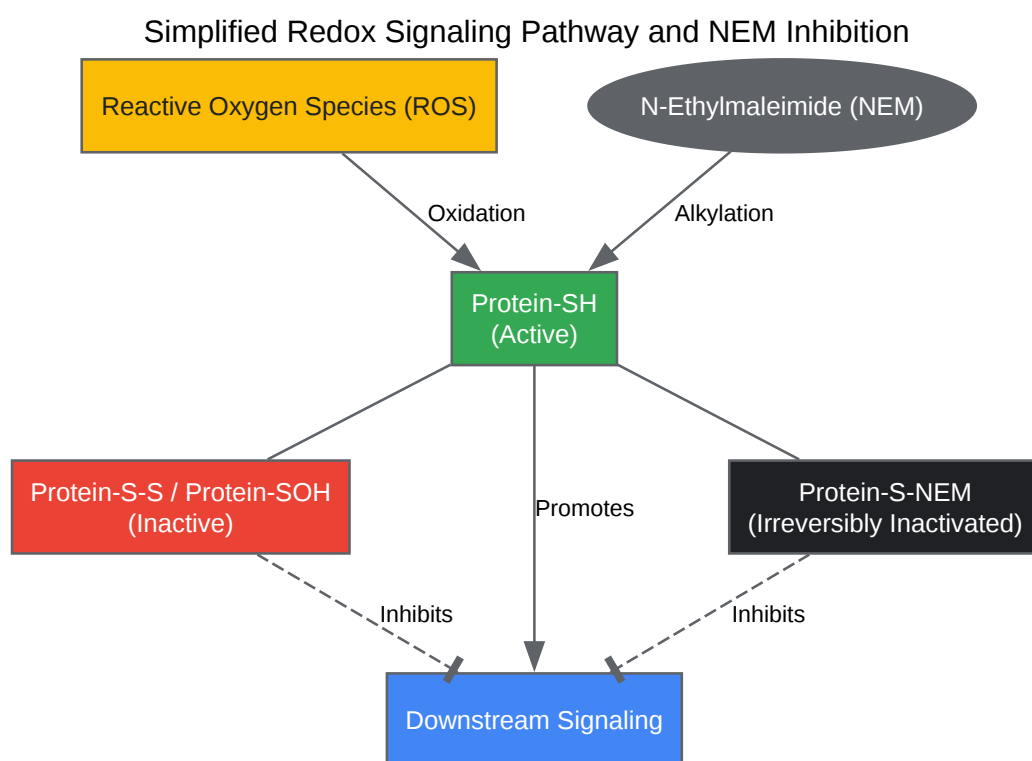 Simplified Redox Signaling Pathway and NEM Inhibition
Reactive Oxygen Species (ROS)
N-Ethylmaleimide (NEM)
Oxidation
Alkylation
Protein-SH
(Active)
Protein-S-S / Protein-SOH
(Inactive)
Promotes
Protein-S-NEM
(Irreversibly Inactivated)
Inhibits
Inhibits
Downstream Signaling